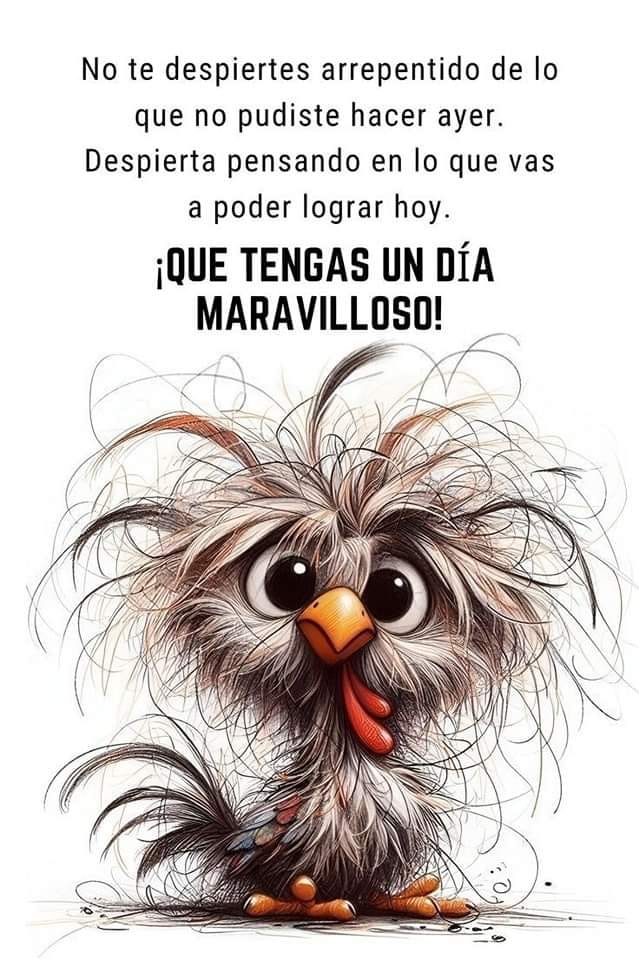 No te despiertes arrepentido de lo
que no pudiste hacer ayer.
Despierta pensando en lo que vas
a poder lograr hoy.
¡QUE TENGAS UN DÍA
MARAVILLOSO!